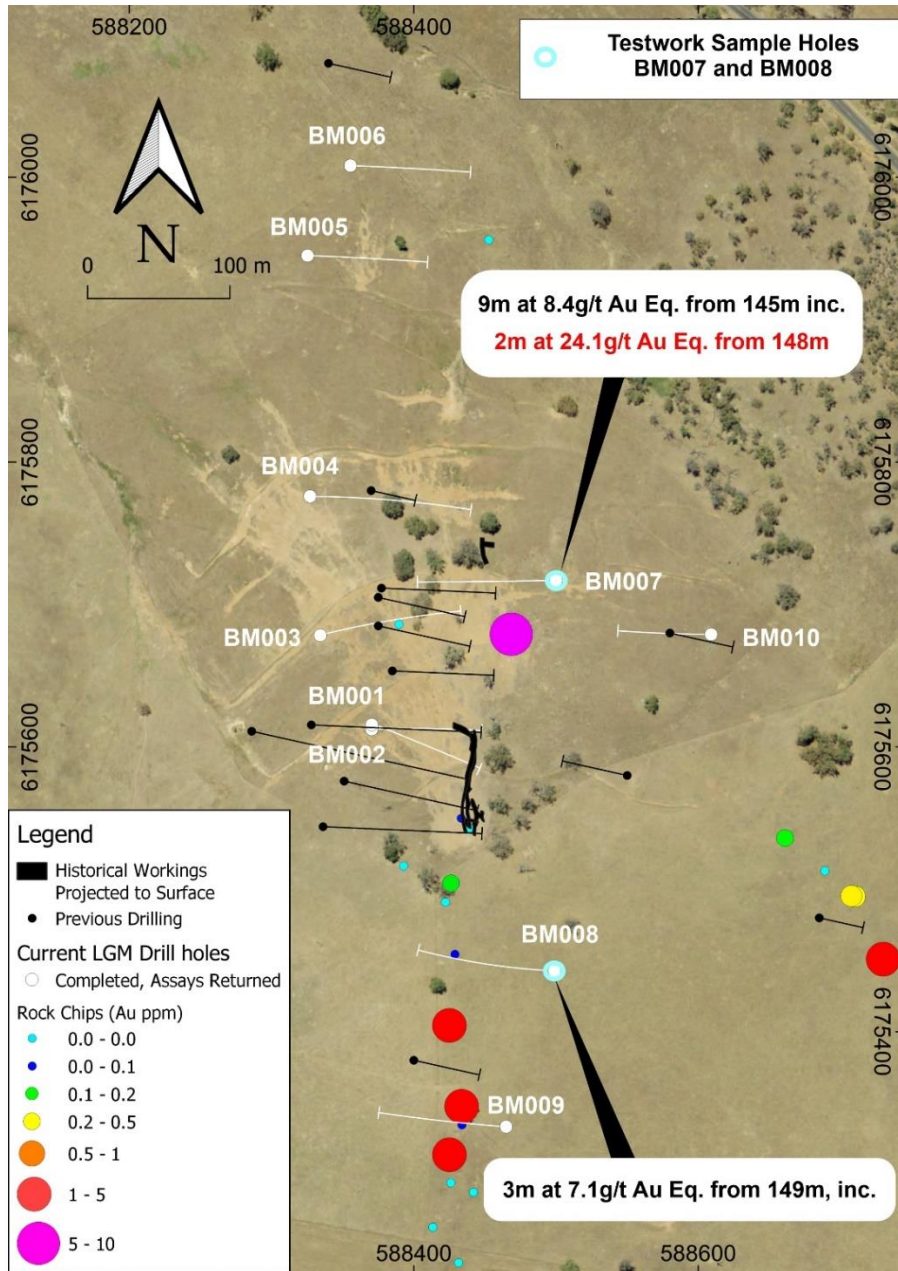 588200
588400
Testwork Sample Holes
BM007 and BM008
BM006
6176000
6176000
BM005
N
0
100 m
9m at 8.4g/t Au Eq. from 145m inc.
2m at 24.1g/t Au Eq. from 148m
6175800
6175800
BM004
BM007
BM003
BM010
BM001
6175600
6175600
BM002
Legend
Historical Workings
Projected to Surface
Previous Drilling
Current LGM Drill holes
Completed, Assays Returned
Rock Chips (Au ppm)
0.0 - 0.0
0.0 - 0.1
0.1 - 0.2
0.2 - 0.5
0.5 - 1
1 - 5
5 - 10
BM008
6175400
BM009
3m at 7.1g/t Au Eq. from 149m, inc.
588400
588600